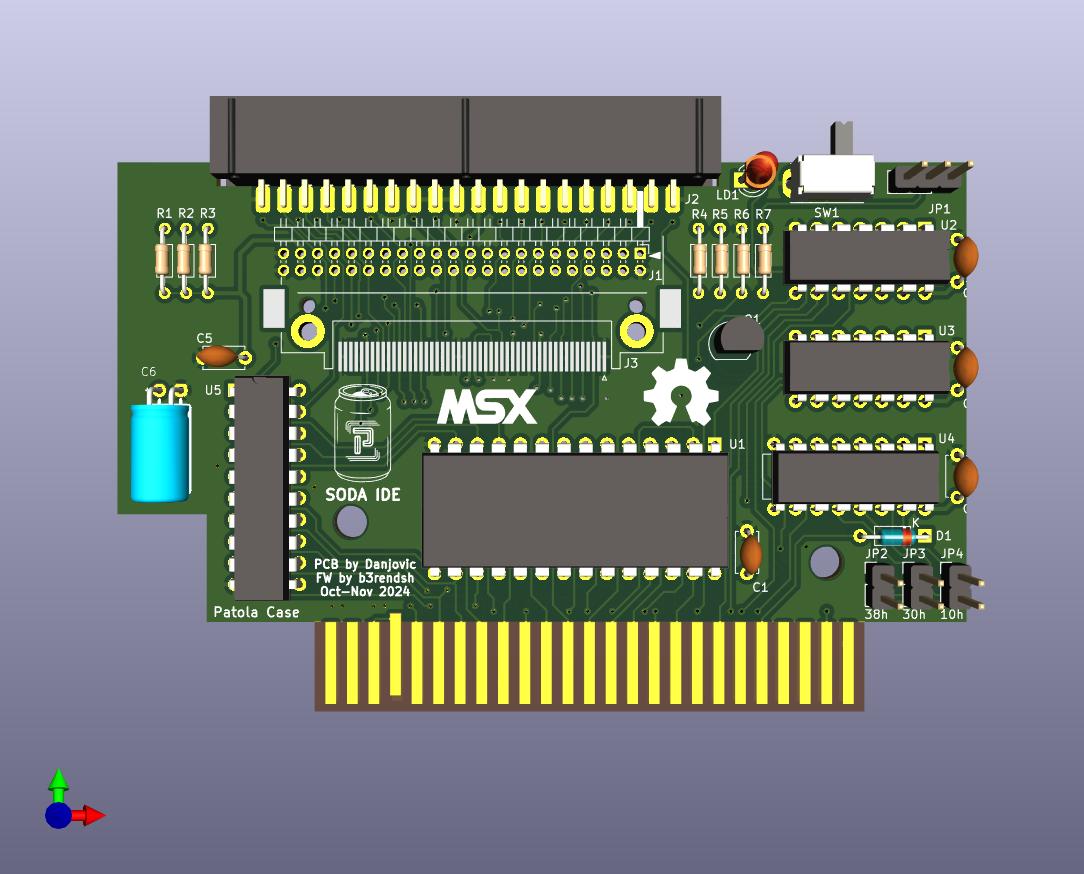 J2
LD1
SW1
JP1
R1 R2 R3
R4 R5 R6 R7
U2
J1
U3
C5
J3
C6
U5
MSX
U1
U4
SODA IDE
K
D1
JP2 JP3 JP4
PCB by Danjovic
FW by b3rendsh
Oct-Nov 2024
C1
Patola Case
38h 30h 10h